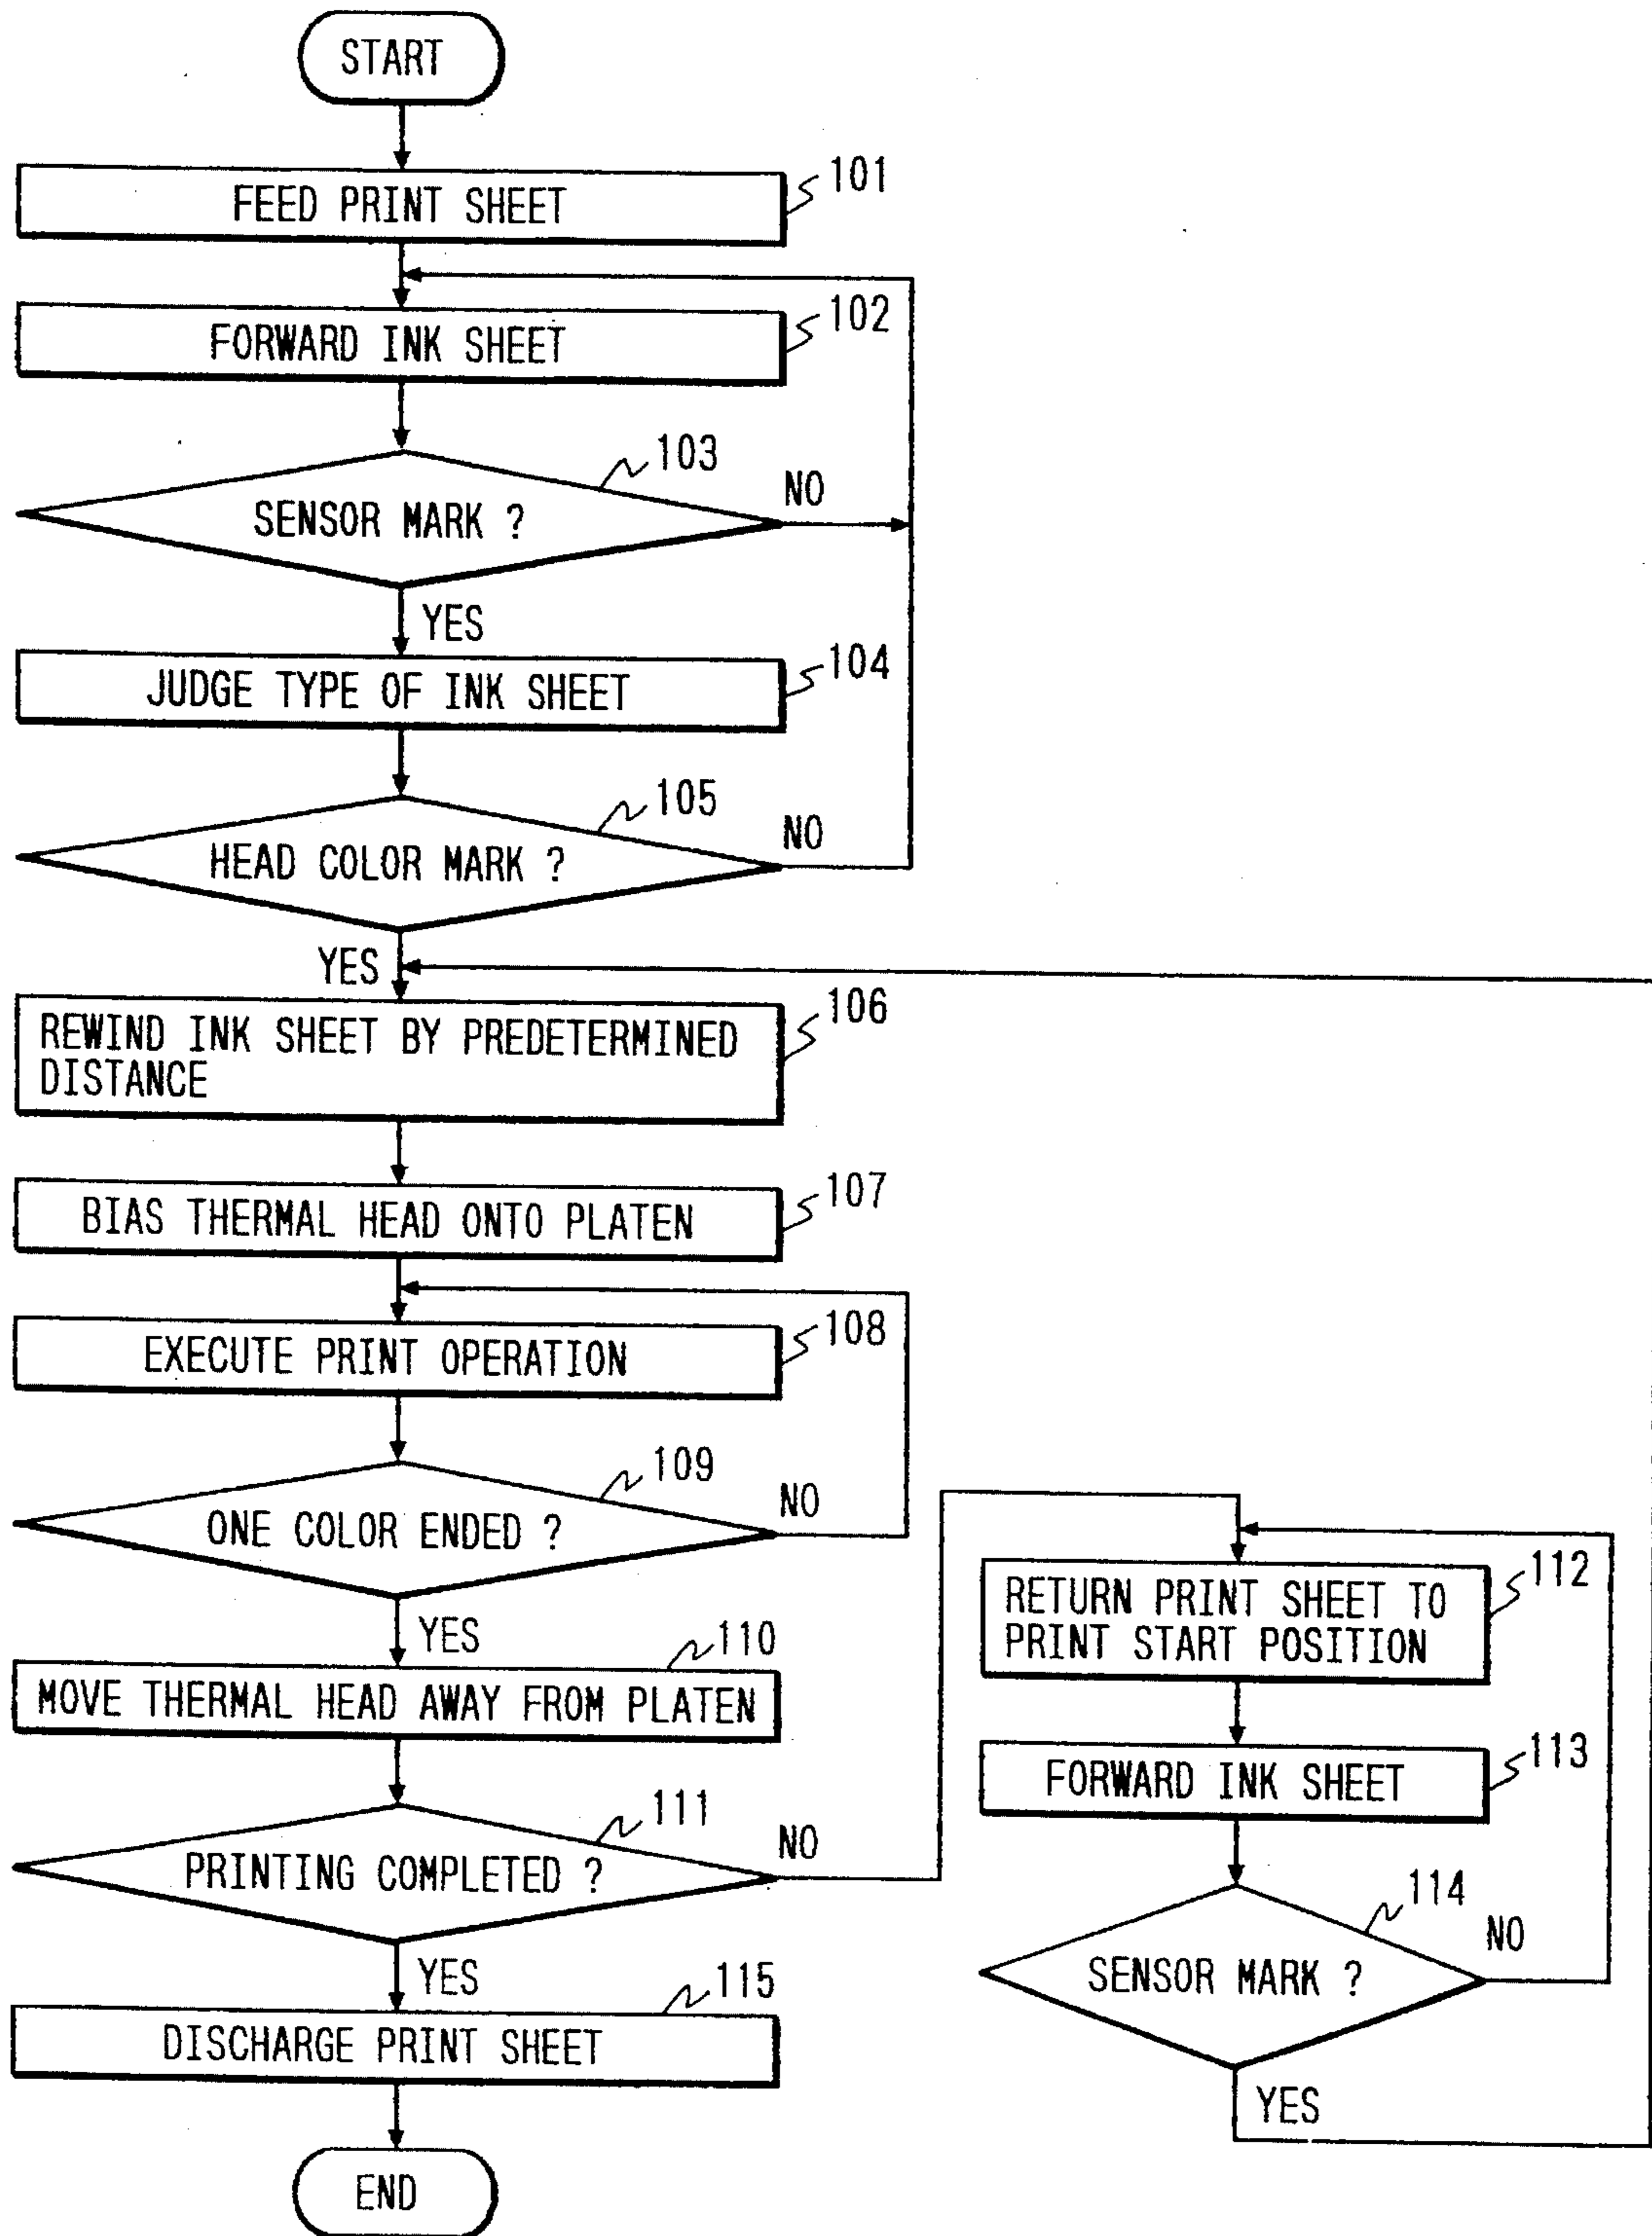 START
101
FEED PRINT SHEET
102
FORWARD INK SHEET
103
SENSOR MARK ?
NO
YES
104
JUDGE TYPE OF INK SHEET
105
HEAD COLOR MARK ?
NO
YES
106
REWIND INK SHEET BY PREDETERMINED
DISTANCE
107
BIAS THERMAL HEAD ONTO PLATEN
108
EXECUTE PRINT OPERATION
109
ONE COLOR ENDED ?
NO
YES
110
MOVE THERMAL HEAD AWAY FROM PLATEN
111
PRINTING COMPLETED ?
NO
YES
112
RETURN PRINT SHEET TO
PRINT START POSITION
113
FORWARD INK SHEET
114
SENSOR MARK ?
NO
YES
115
DISCHARGE PRINT SHEET
END